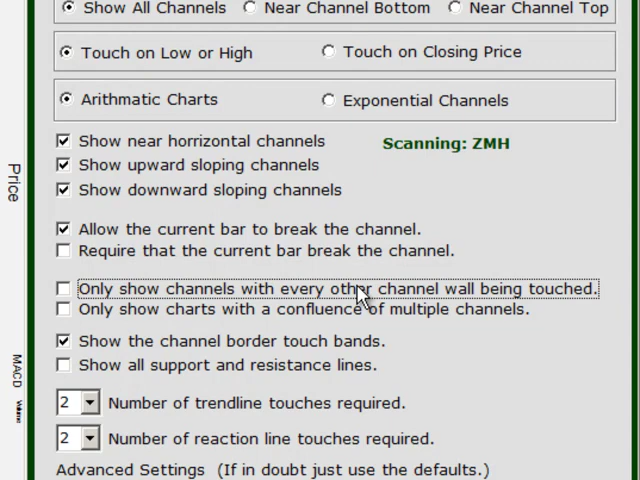 Show All Channels Near Channel Bottom Near Channel Top
Touch on Low or High Touch on Closing Price
Arithmatic Charts Exponential Channels
Show near horrizontal channels Scanning: ZMH
Show upward sloping channels
Show downward sloping channels
Allow the current bar to break the channel.
Require that the current bar break the channel.
Only show channels with every other channel wall being touched.
Only show charts with a confluence of multiple channels.
Show the channel border touch bands.
Show all support and resistance lines.
2 Number of trendline touches required.
2 Number of reaction line touches required.
Advanced Settings (If in doubt just use the defaults.)
Price
MACD
Volume